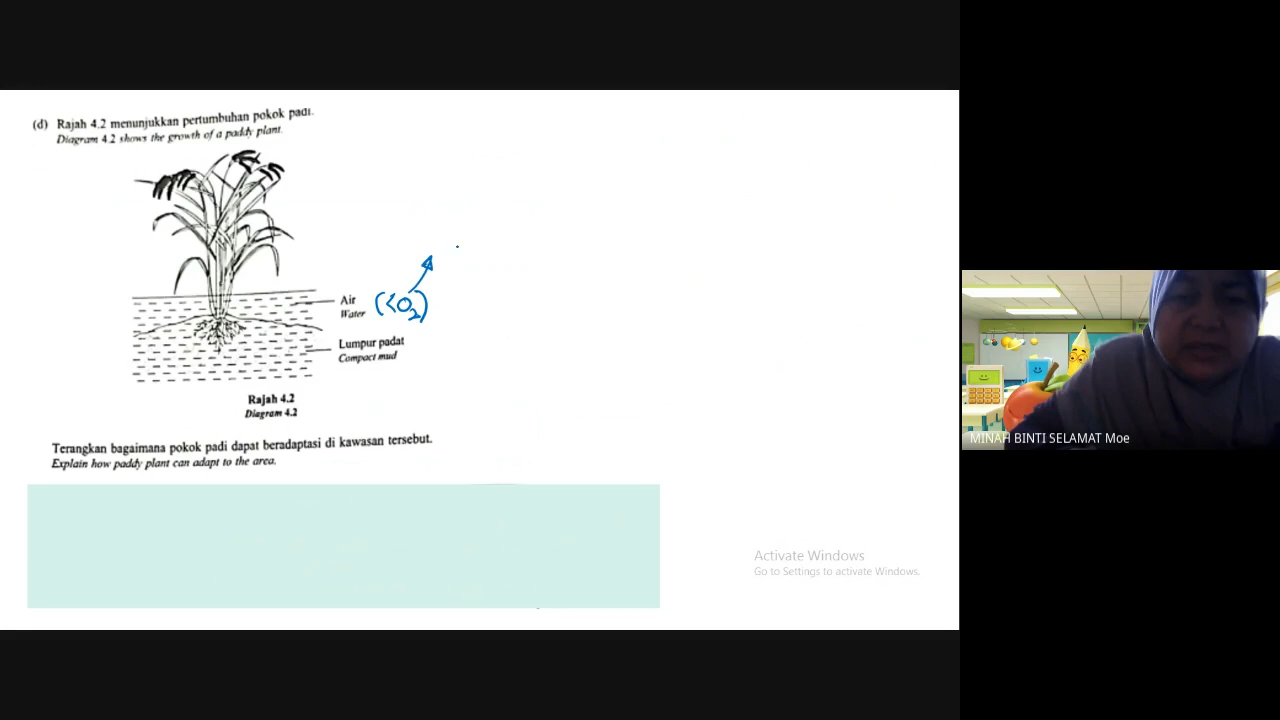 (d) Rajah 4.2 menunjukkan pertumbuhan pokok padi.
Diagram 4.2 shows the growth of a paddy plant.
Air
Water
(<O₂)
Lumpur padat
Compact mud
Rajah 4.2
Diagram 4.2
Terangkan bagaimana pokok padi dapat beradaptasi di kawasan tersebut.
Explain how paddy plant can adapt to the area.
Activate Windows
Go to Settings to activate Windows.
MINAH BINTI SELAMAT Moe